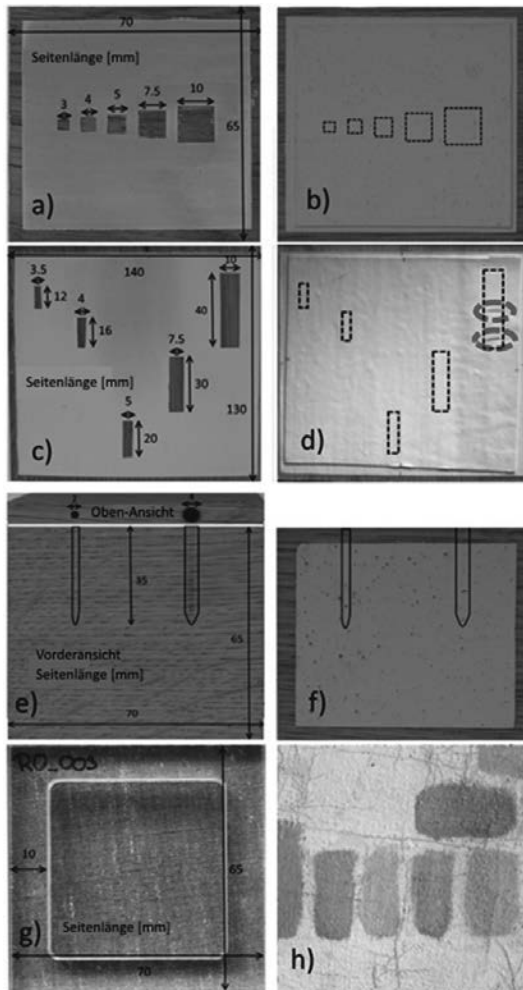 70
Seitenlänge [mm]
3 4 5 7.5 10
65
a)
b)
140
3.5
12
4
16
10
40
7.5
30
Seitenlänge [mm]
5
20
130
c)
d)
Oben-Ansicht
35
65
Vorderansicht
Seitenlänge [mm]
70
e)
f)
RO_003
10
65
Seitenlänge [mm]
70
g)
h)